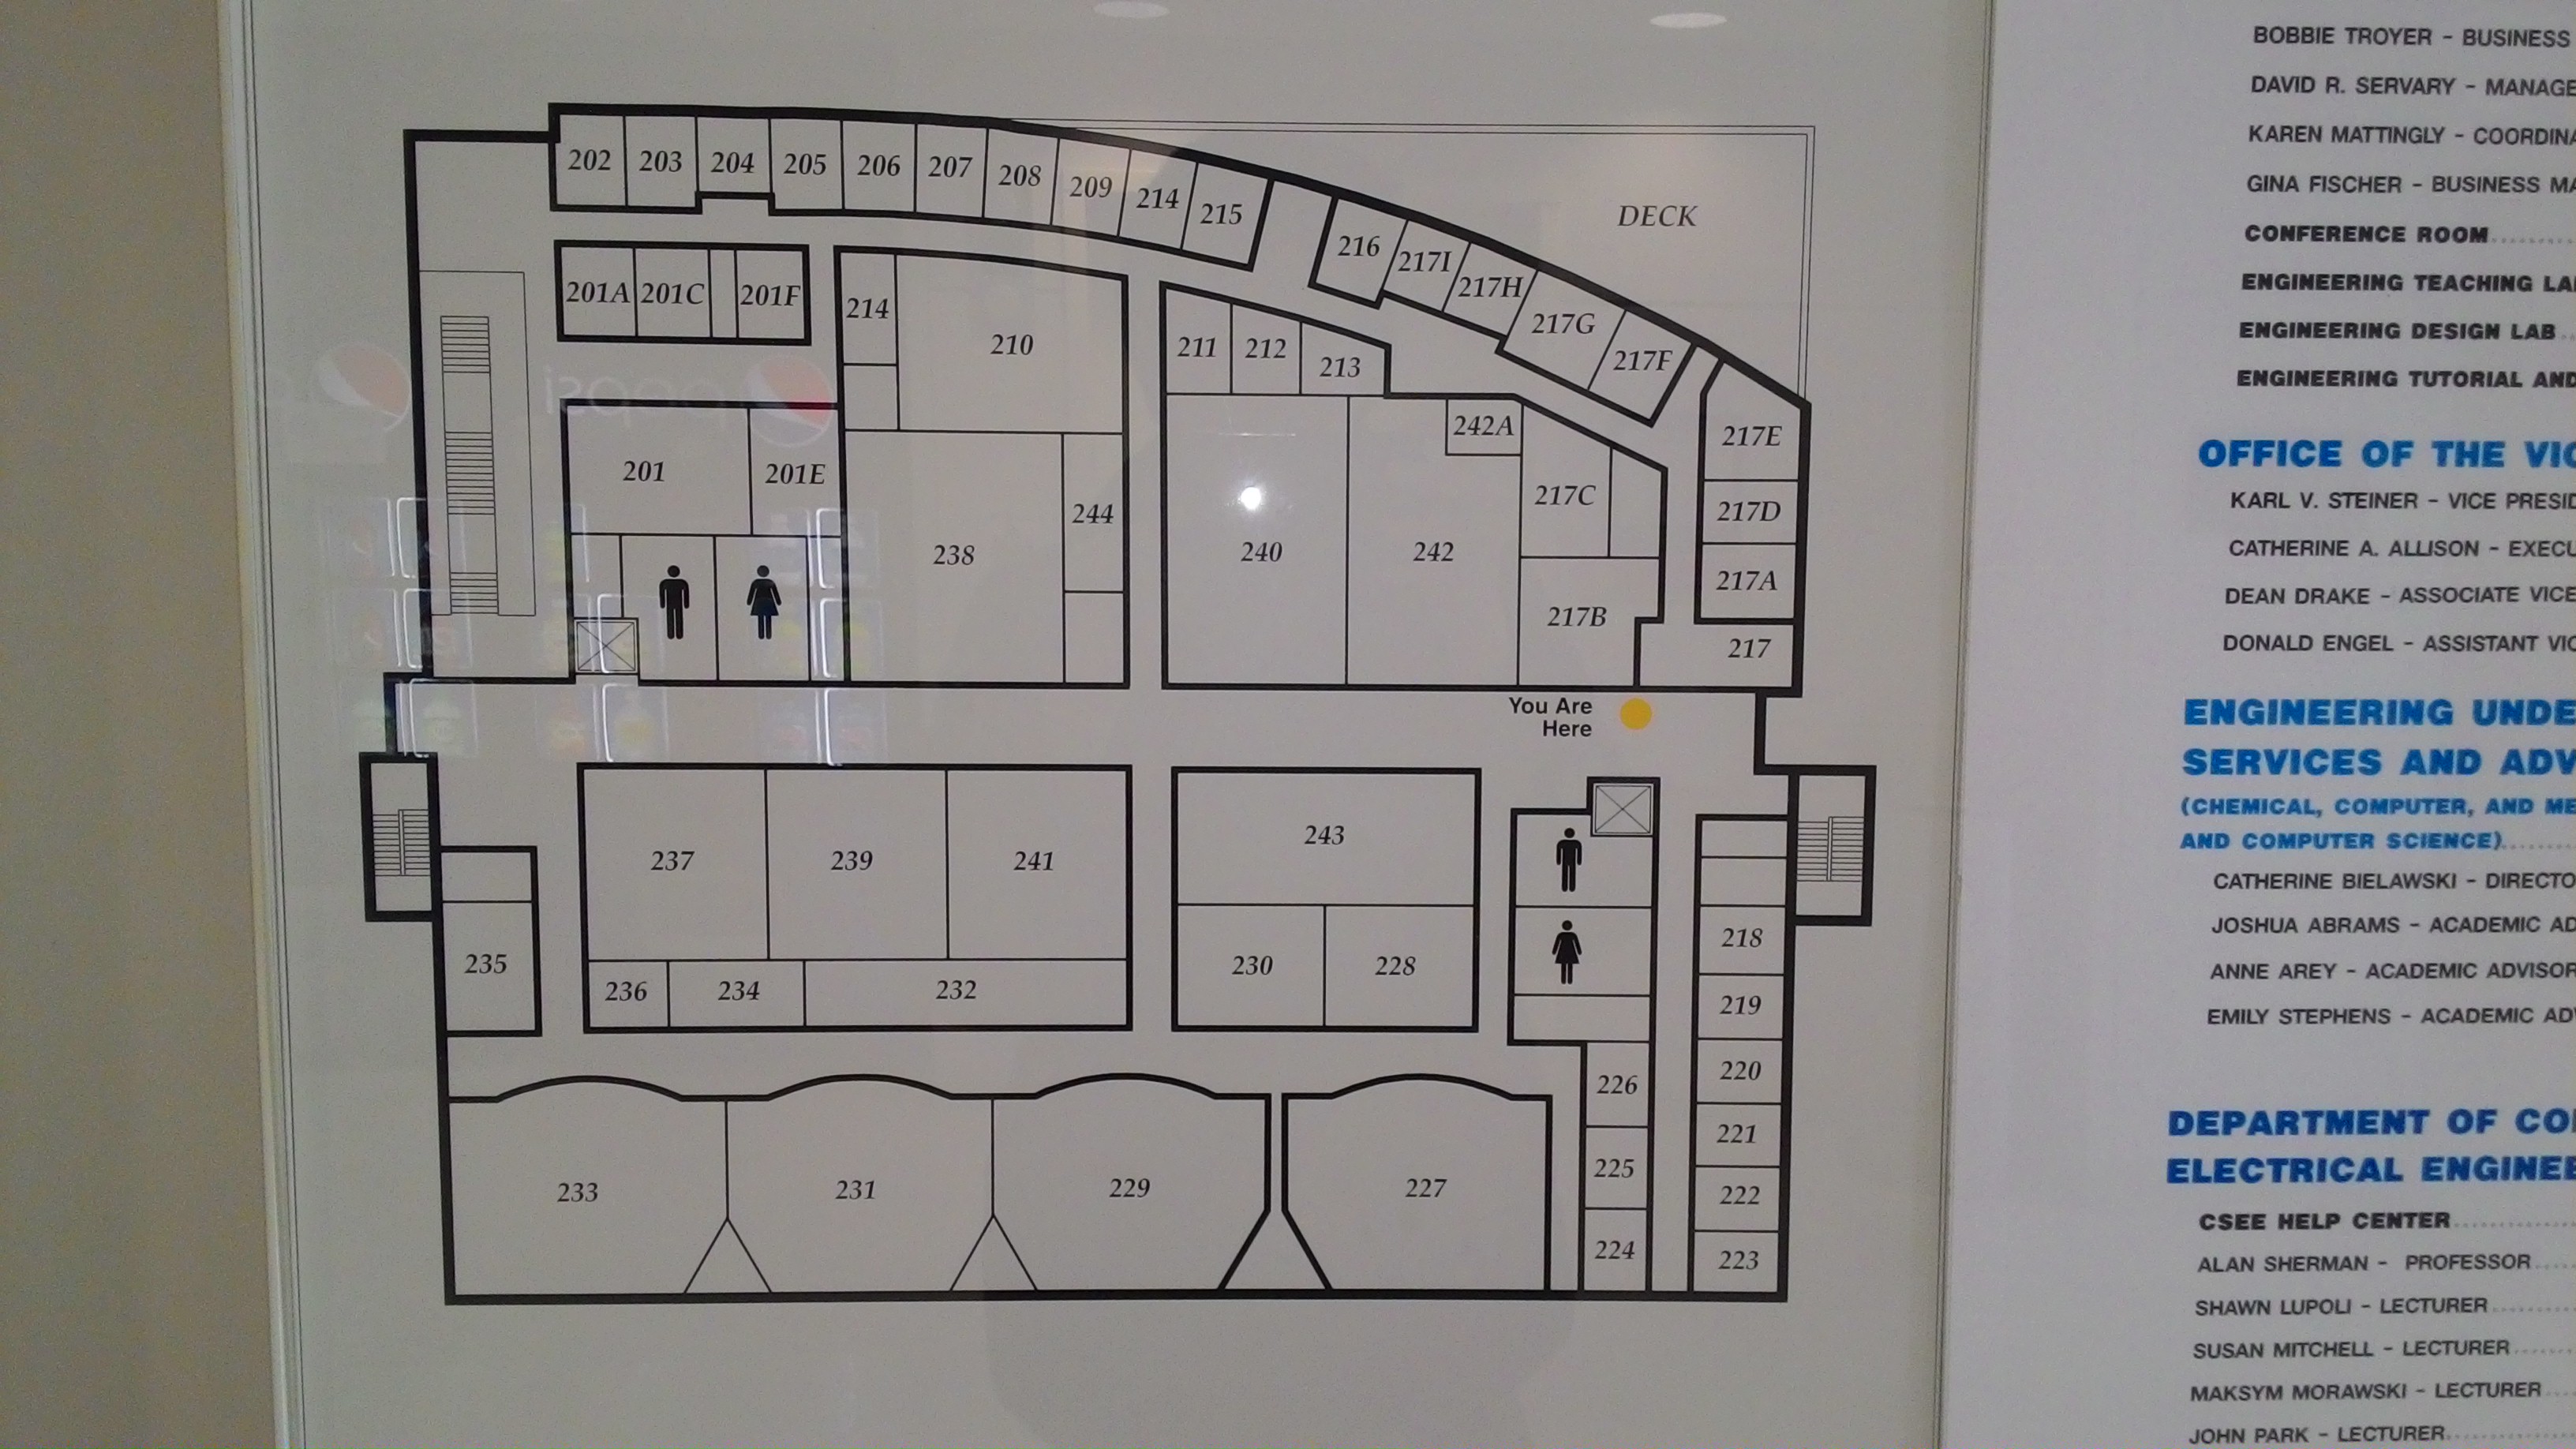 202 203 204 205 206 207 208 209 214 215
DECK
216 217I 217H 217G 217F
201A 201C 201F
214 210
211 212 213
217E
242A
201 201E
217C
217D
244
238 240 242
217A
217B
217
You Are
Here
pepsi
243
237 239 241
218
235
230 228
236 234 232
219
220
226
221
225
233 231 229 227
222
224
223
BOBBIE TROYER - BUSINESS
DAVID R. SERVARY - MANAGE
KAREN MATTINGLY - COORDINA
GINA FISCHER - BUSINESS MA
CONFERENCE ROOM
ENGINEERING TEACHING LA
ENGINEERING DESIGN LAB
ENGINEERING TUTORIAL AND
OFFICE OF THE VIC
KARL V. STEINER - VICE PRESID
CATHERINE A. ALLISON - EXECU
DEAN DRAKE - ASSOCIATE VICE
DONALD ENGEL - ASSISTANT VIC
ENGINEERING UNDE
SERVICES AND ADV
(CHEMICAL, COMPUTER, AND ME
AND COMPUTER SCIENCE)
CATHERINE BIELAWSKI - DIRECTO
JOSHUA ABRAMS - ACADEMIC AD
ANNE AREY - ACADEMIC ADVISOR
EMILY STEPHENS - ACADEMIC AD
DEPARTMENT OF CO
ELECTRICAL ENGINEE
CSEE HELP CENTER
ALAN SHERMAN - PROFESSOR
SHAWN LUPOLI - LECTURER
SUSAN MITCHELL - LECTURER
MAKSYM MORAWSKI - LECTURER
JOHN PARK - LECTURER